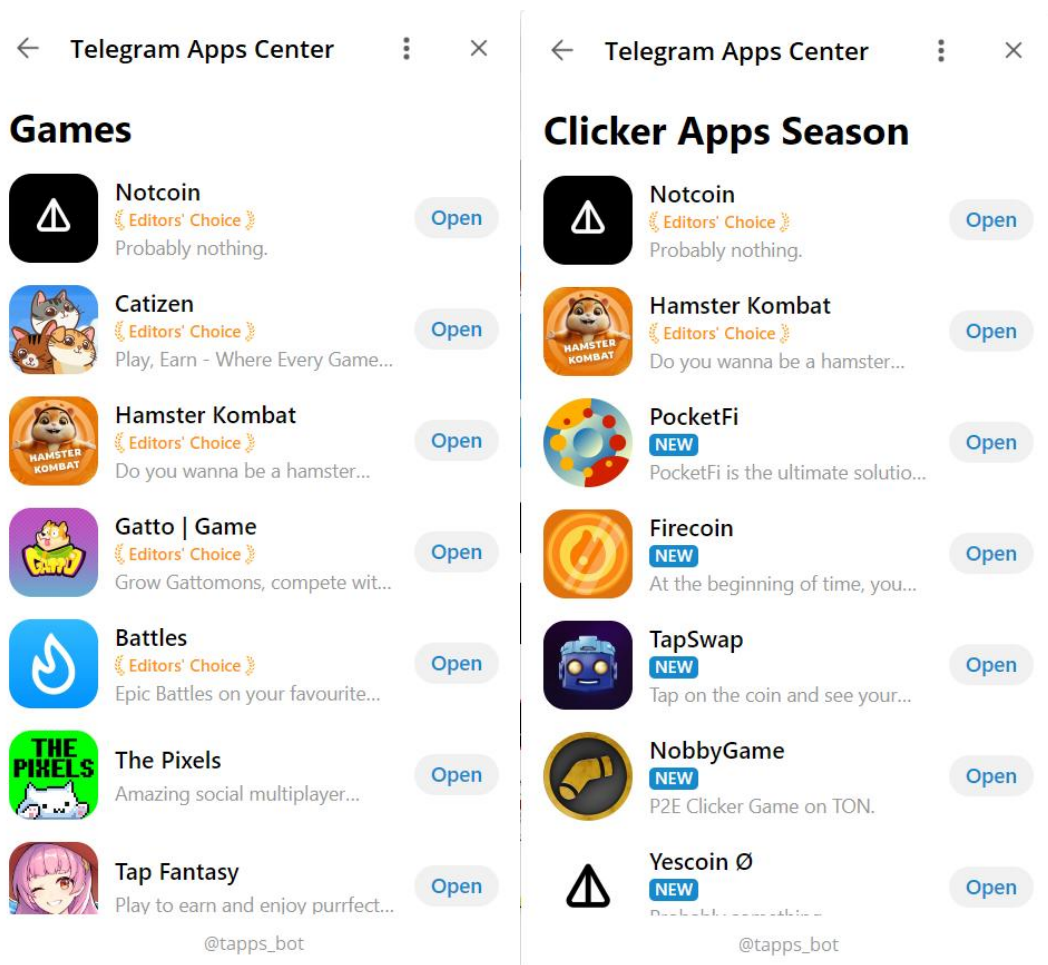 Telegram Apps Center
Games
Notcoin
Editors' Choice
Probably nothing.
Open
Catizen
Editors' Choice
Play, Earn - Where Every Game...
Open
HAMSTER
KOMBAT
Hamster Kombat
Editors' Choice
Do you wanna be a hamster...
Open
GATTO
Gatto | Game
Editors' Choice
Grow Gattomons, compete wit...
Open
Battles
Editors' Choice
Epic Battles on your favourite...
Open
THE
PIXELS
The Pixels
Amazing social multiplayer...
Open
Tap Fantasy
Play to earn and enjoy purrfect...
Open
@tapps_bot
Telegram Apps Center
Clicker Apps Season
Notcoin
Editors' Choice
Probably nothing.
Open
HAMSTER
KOMBAT
Hamster Kombat
Editors' Choice
Do you wanna be a hamster...
Open
PocketFi
NEW
PocketFi is the ultimate solutio...
Open
Firecoin
NEW
At the beginning of time, you...
Open
TapSwap
NEW
Tap on the coin and see your...
Open
NobbyGame
NEW
P2E Clicker Game on TON.
Open
Yescoin Ø
NEW
Probably something
Open
@tapps_bot